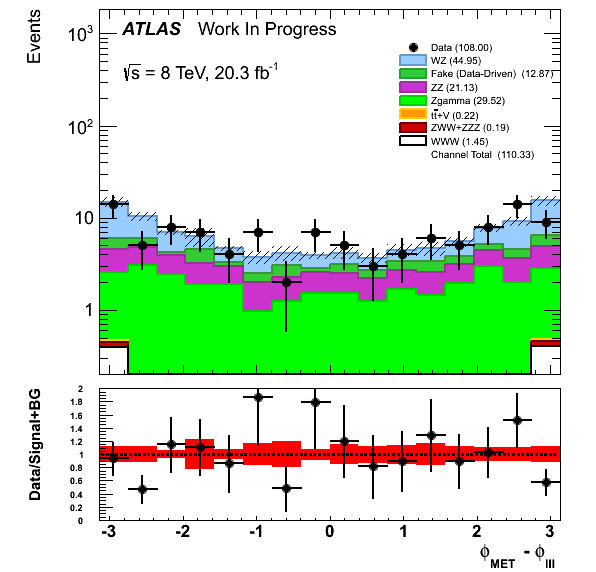 Events
10³
10²
10
1
ATLAS Work In Progress
√s = 8 TeV, 20.3 fb⁻¹
Data (108.00)
WZ (44.95)
Fake (Data-Driven) (12.87)
ZZ (21.13)
Zgamma (29.52)
tt̄+V (0.22)
ZWW+ZZZ (0.19)
WWW (1.45)
Channel Total (110.33)
Data/Signal+BG
2
1.8
1.6
1.4
1.2
1
0.8
0.6
0.4
0.2
0
-3 -2 -1 0 1 2 3
ϕMET - ϕlll